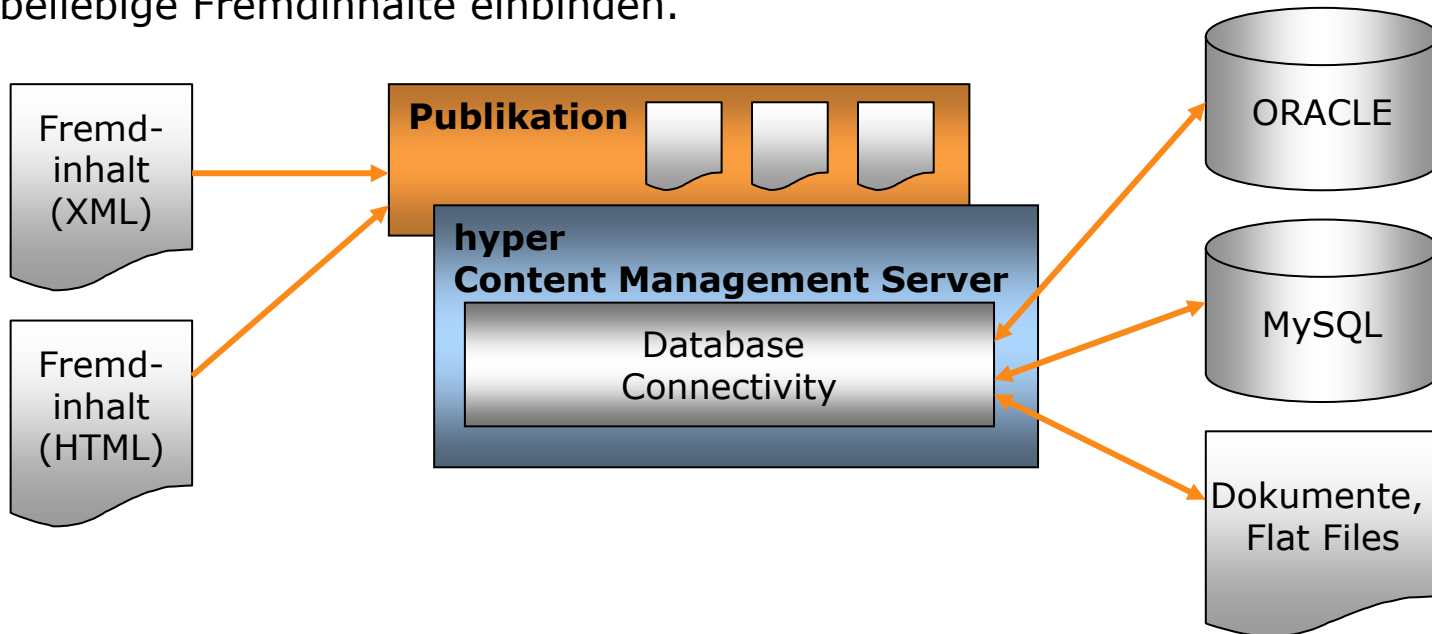 beliebige Fremdinhalte einbinden.
Fremd-
inhalt
(XML)
Publikation
ORACLE
hyper
Content Management Server
Database
Connectivity
MySQL
Fremd-
inhalt
(HTML)
Dokumente,
Flat Files